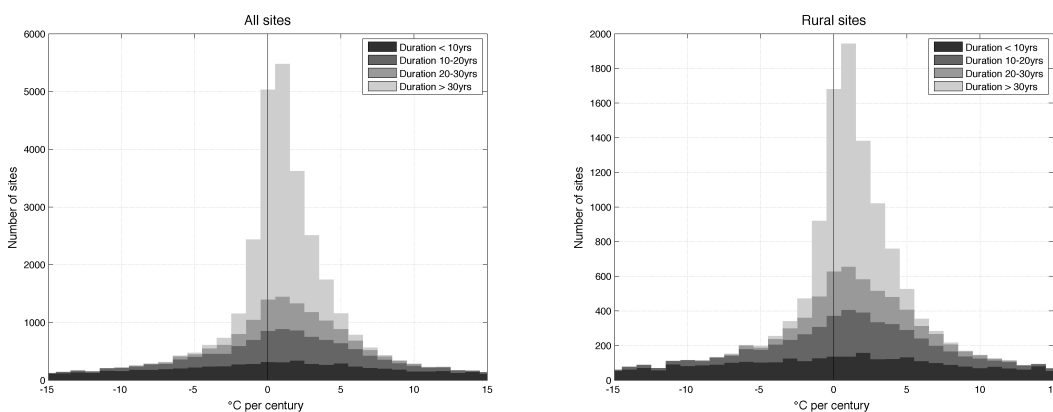 All sites
6000
5000
4000
3000
2000
1000
0
Number of sites
Duration < 10yrs
Duration 10-20yrs
Duration 20-30yrs
Duration > 30yrs
-15 -10 -5 0 5 10 15
°C per century
Rural sites
2000
1800
1600
1400
1200
1000
800
600
400
200
0
Number of sites
Duration < 10yrs
Duration 10-20yrs
Duration 20-30yrs
Duration > 30yrs
-15 -10 -5 0 5 10
°C per century